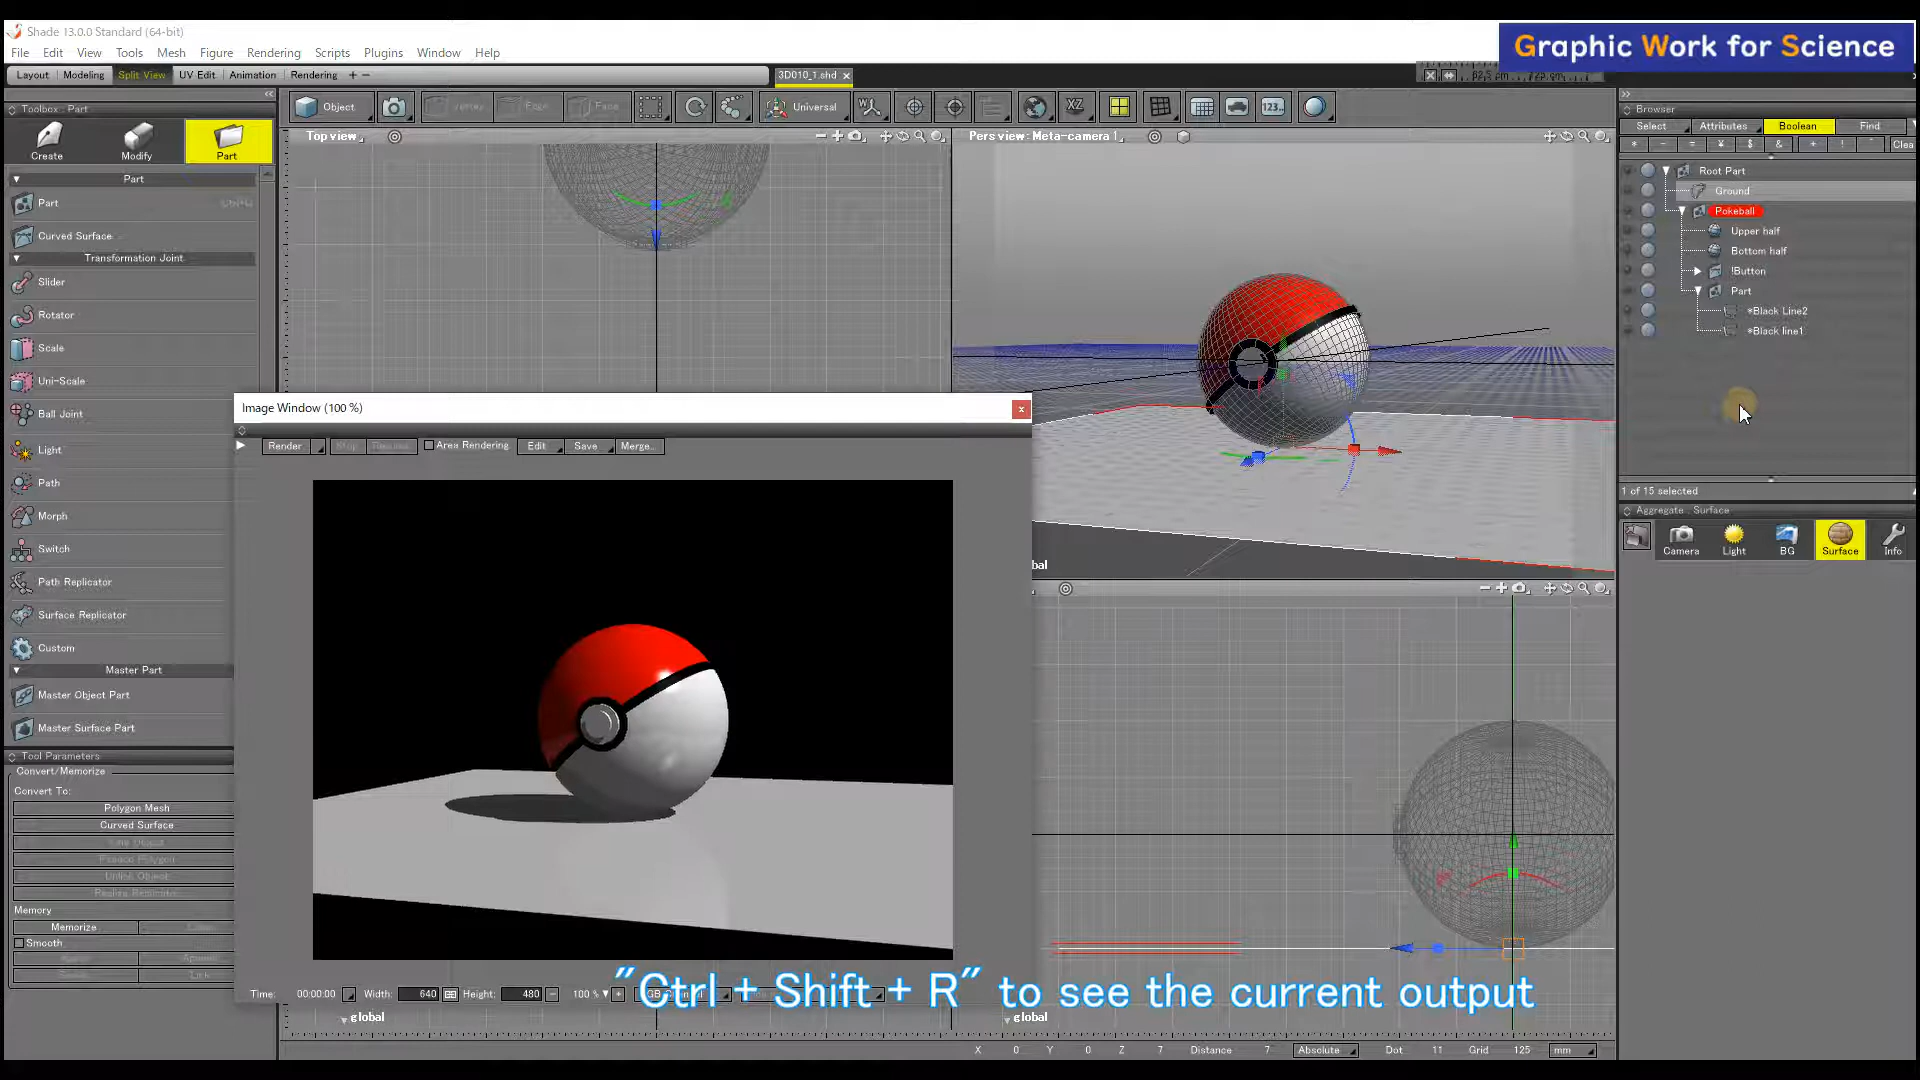 Shade 13.0.0 Standard (64-bit)
Graphic Work for Science
File Edit View Tools Mesh Figure Rendering Scripts Plugins Window Help
Layout Modeling Split View UV Edit Animation Rendering + −
3D010_1.shd
Toolbox : Part
Create Modify Part
Part
Part
Curved Surface
Transformation Joint
Slider
Rotator
Scale
Uni-Scale
Ball Joint
Light
Path
Morph
Switch
Path Replicator
Surface Replicator
Custom
Master Part
Master Object Part
Master Surface Part
Tool Parameters
Convert/Memorize
Convert To:
Polygon Mesh
Curved Surface
Memory
Memorize
Smooth
Object
Universal
XZ
123..
Top view
Pers view: Meta-camera 1
Image Window (100 %)
Render
Area Rendering
Edit
Save
Merge...
Time: 00:00:00 Width: 640 Height: 480 100 %
"Ctrl + Shift + R" to see the current output
global
global
X 0 Y 0 Z 7 Distance 7 Absolute Dot 11 Grid 125 mm
Browser
Select Attributes Boolean Find
* - = ¥ $ & + !
Clea
Root Part
Ground
Pokeball
Upper half
Bottom half
!Button
Part
*Black Line2
*Black line1
1 of 15 selected
Aggregate : Surface
Camera Light BG Surface Info